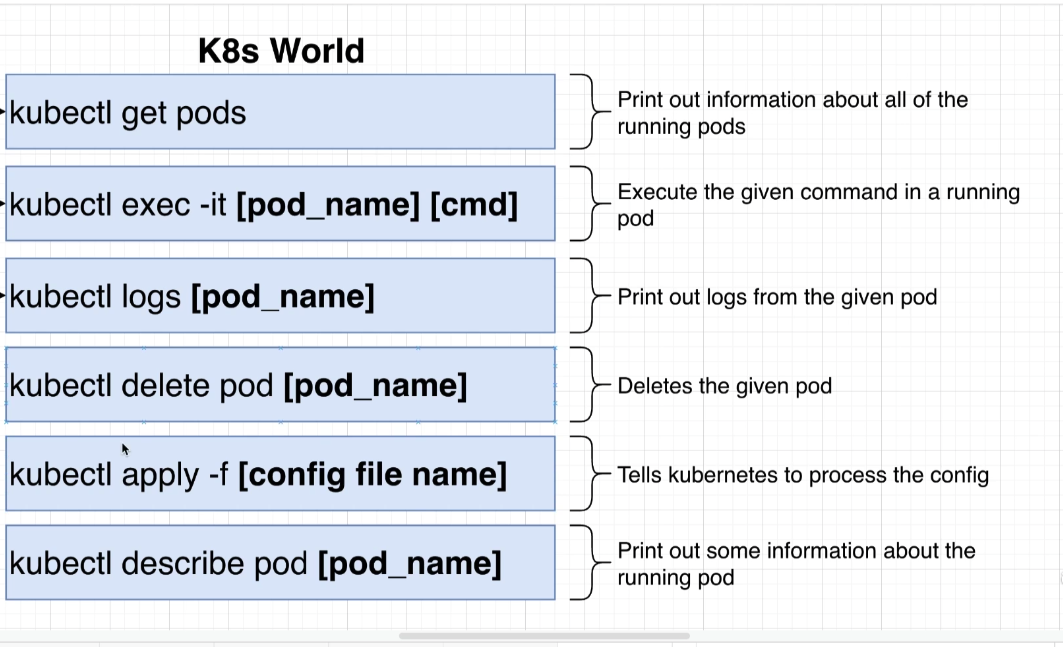 K8s World
kubectl get pods
Print out information about all of the
running pods
kubectl exec -it [pod_name] [cmd]
Execute the given command in a running
pod
kubectl logs [pod_name]
Print out logs from the given pod
kubectl delete pod [pod_name]
Deletes the given pod
kubectl apply -f [config file name]
Tells kubernetes to process the config
kubectl describe pod [pod_name]
Print out some information about the
running pod